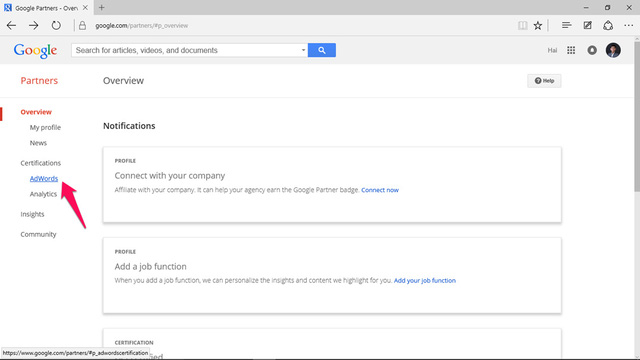 Google Partners - Overv
google.com/partners/#p_overview
Google
Search for articles, videos, and documents
Hai
Partners
Overview
Help
Overview
My profile
News
Certifications
AdWords
Analytics
Insights
Community
Notifications
PROFILE
Connect with your company
Affiliate with your company. It can help your agency earn the Google Partner badge. Connect now
PROFILE
Add a job function
When you add a job function, we can personalize the insights and content we highlight for you. Add your job function
CERTIFICATION
https://www.google.com/partners/#p_adwordscertification